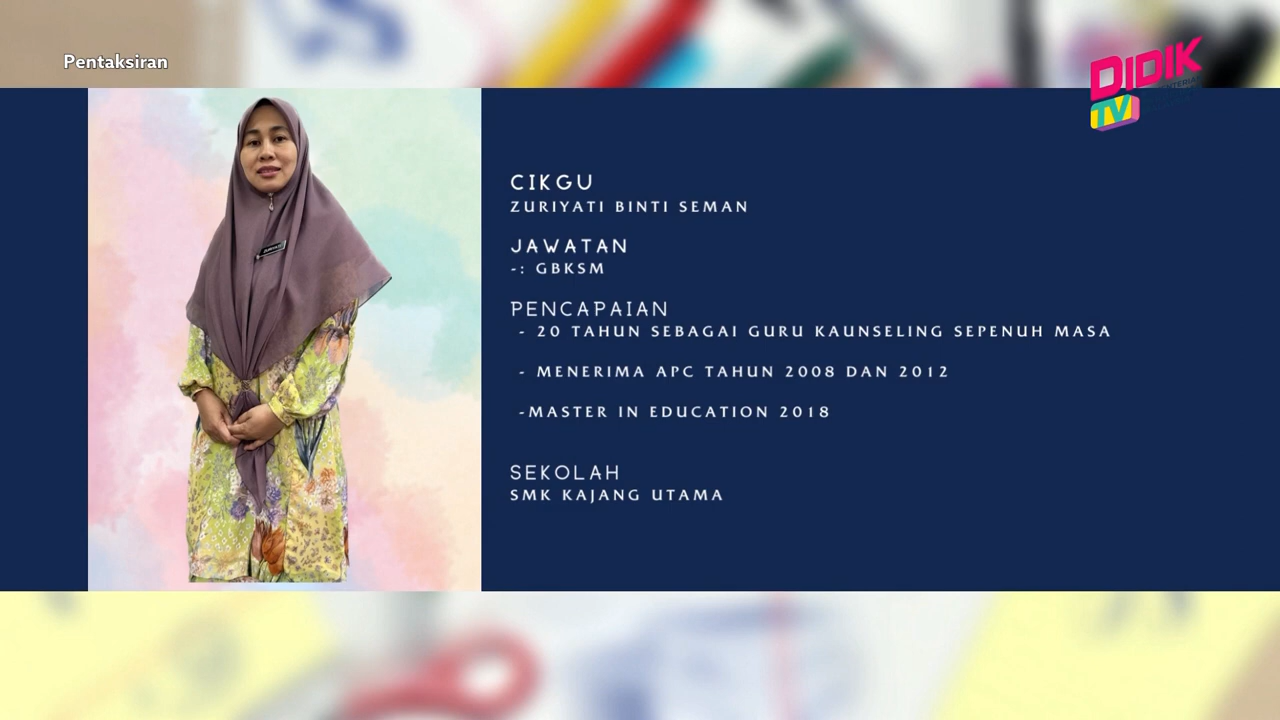 Pentaksiran
DIDIK
TV
CIKGU
ZURIYATI BINTI SEMAN
JAWATAN
-: GBKSM
PENCAPAIAN
- 20 TAHUN SEBAGAI GURU KAUNSELING SEPENUH MASA
- MENERIMA APC TAHUN 2008 DAN 2012
-MASTER IN EDUCATION 2018
SEKOLAH
SMK KAJANG UTAMA